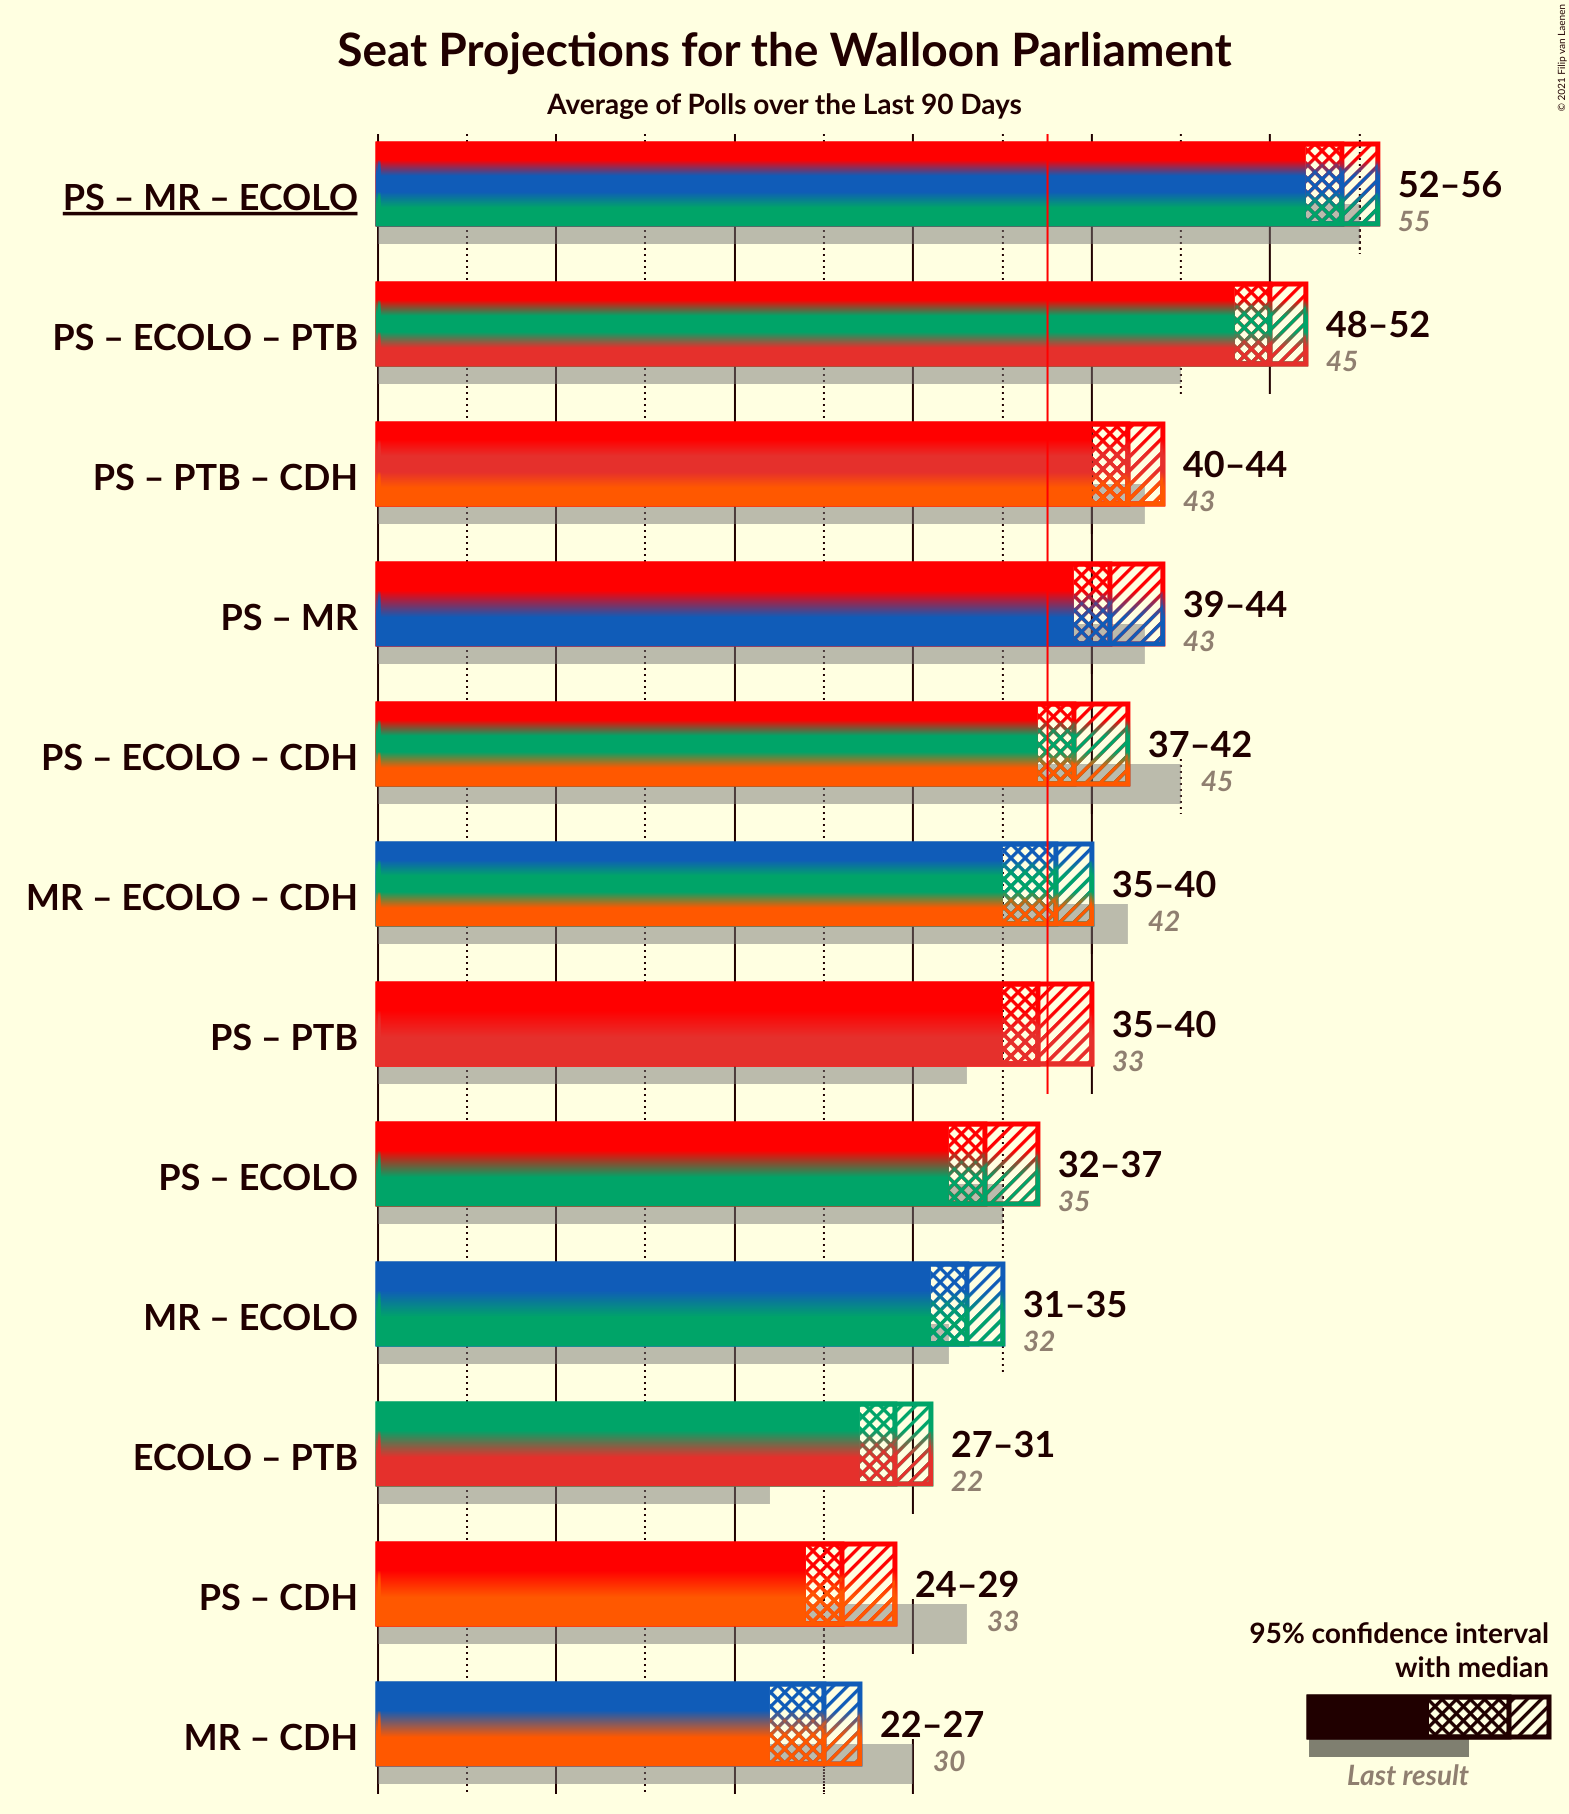 Seat Projections for the Walloon Parliament
Average of Polls over the Last 90 Days
© 2021 Filip van Laenen
PS – MR – ECOLO
52–56
55
PS – ECOLO – PTB
48–52
45
PS – PTB – CDH
40–44
43
PS – MR
39–44
43
PS – ECOLO – CDH
37–42
45
MR – ECOLO – CDH
35–40
42
PS – PTB
35–40
33
PS – ECOLO
32–37
35
MR – ECOLO
31–35
32
ECOLO – PTB
27–31
22
PS – CDH
24–29
33
MR – CDH
22–27
30
95% confidence interval
with median
Last result